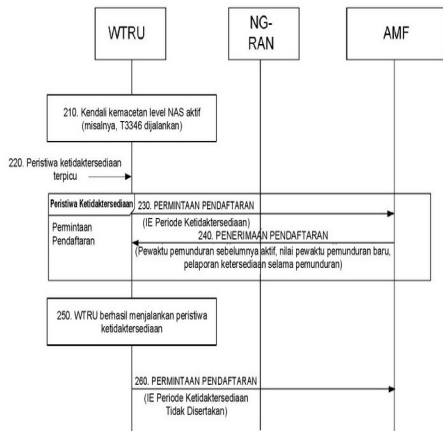 WTRU
NG-
RAN
AMF
210. Kendali kemacetan level NAS aktif
(misalnya, T3346 dijalankan)
220. Peristiwa ketidaktersediaan
terpicu
Peristiwa Ketidaktersediaan
230. PERMINTAAN PENDAFTARAN
(IE Periode Ketidaktersediaan)
Permintaan
Pendaftaran
240. PENERIMAAN PENDAFTARAN
(Pewaktu pemunduran sebelumnya aktif, nilai pewaktu pemunduran baru,
pelaporan ketersediaan selama pemunduran)
250. WTRU berhasil menjalankan peristiwa
ketidaktersediaan
260. PERMINTAAN PENDAFTARAN
(IE Periode Ketidaktersediaan
Tidak Disertakan)